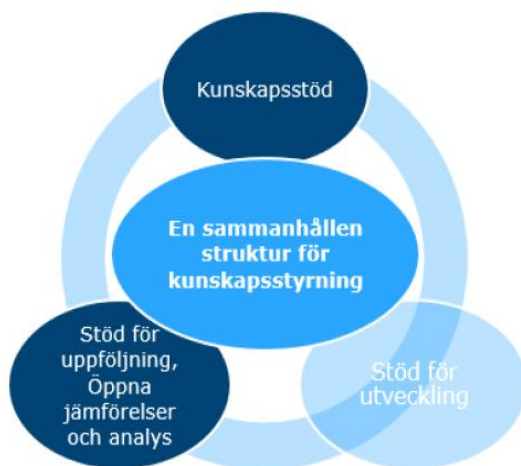 Kunskapsstöd
En sammanhållen
struktur för
kunskapsstyrning
Stöd för
uppföljning,
Öppna
jämförelser
och analys
Stöd för
utveckling